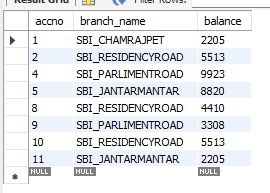 Result Grid Filter Rows:
accno branch_name balance
1 SBI_CHAMRAJPET 2205
2 SBI_RESIDENCYROAD 5513
4 SBI_PARLIMENTROAD 9923
5 SBI_JANTARMANTAR 8820
8 SBI_RESIDENCYROAD 4410
9 SBI_PARLIMENTROAD 3308
10 SBI_RESIDENCYROAD 5513
11 SBI_JANTARMANTAR 2205
NULL NULL NULL